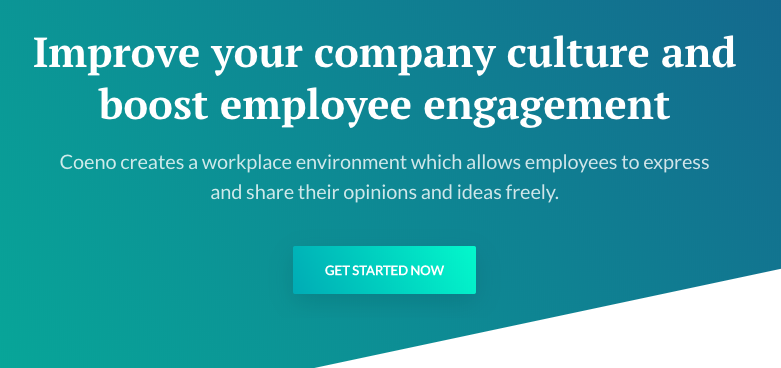 Improve your company culture and
boost employee engagement
Coeno creates a workplace environment which allows employees to express
and share their opinions and ideas freely.
GET STARTED NOW